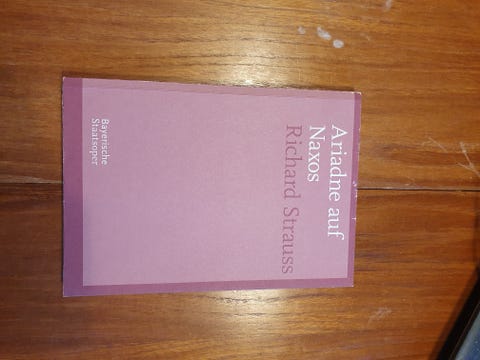 Ariadne auf
Naxos
Richard Strauss
Bayerische
Staatsoper